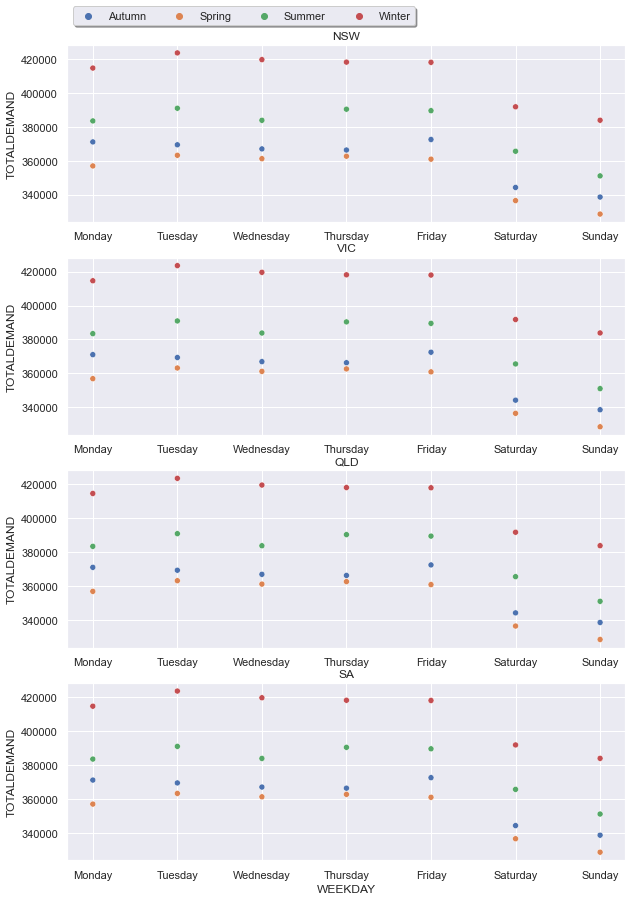 Autumn Spring Summer Winter
NSW
420000
400000
380000
360000
340000
TOTALDEMAND
Monday Tuesday Wednesday Thursday Friday Saturday Sunday
VIC
420000
400000
380000
360000
340000
TOTALDEMAND
Monday Tuesday Wednesday Thursday Friday Saturday Sunday
QLD
420000
400000
380000
360000
340000
TOTALDEMAND
Monday Tuesday Wednesday Thursday Friday Saturday Sunday
SA
420000
400000
380000
360000
340000
TOTALDEMAND
Monday Tuesday Wednesday Thursday Friday Saturday Sunday
WEEKDAY